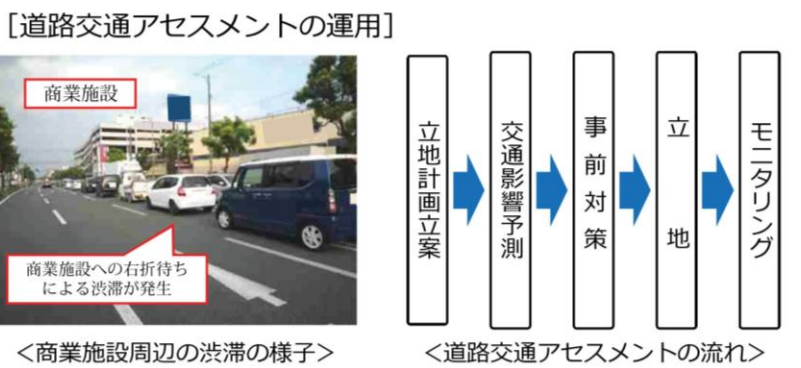 ［道路交通アセスメントの運用］
商業施設
商業施設への右折待ち
による渋滞が発生
＜商業施設周辺の渋滞の様子＞
立地計画立案
交通影響予測
事前対策
立地
モニタリング
＜道路交通アセスメントの流れ＞